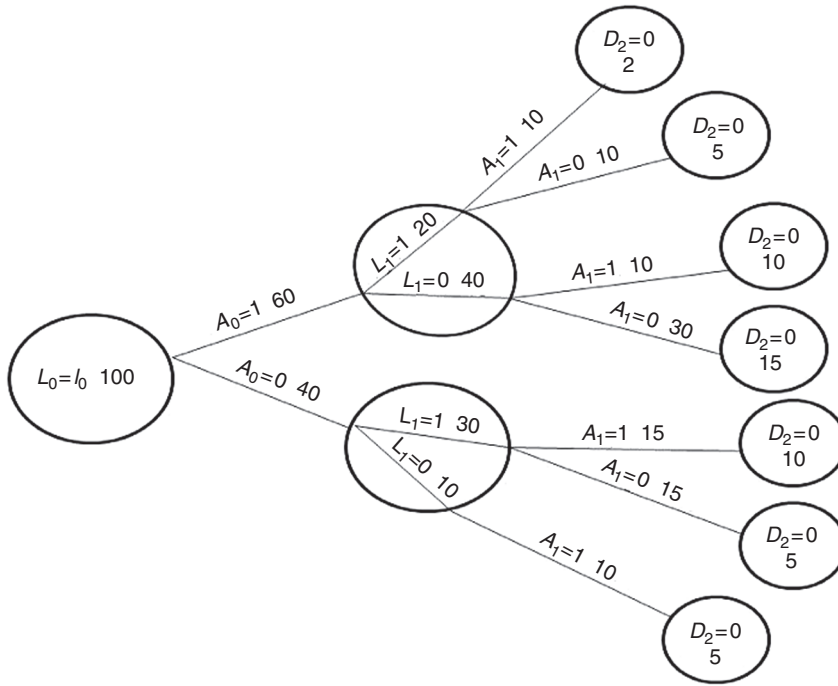 D₂=0
2
A₁=1 10
D₂=0
5
A₁=0 10
L₁=1 20
L₁=0 40
A₁=1 10
D₂=0
10
A₁=0 30
D₂=0
15
A₀=1 60
L₀=l₀ 100
A₀=0 40
L₁=1 30
L₁=0 10
A₁=1 15
D₂=0
10
A₁=0 15
D₂=0
5
A₁=1 10
D₂=0
5